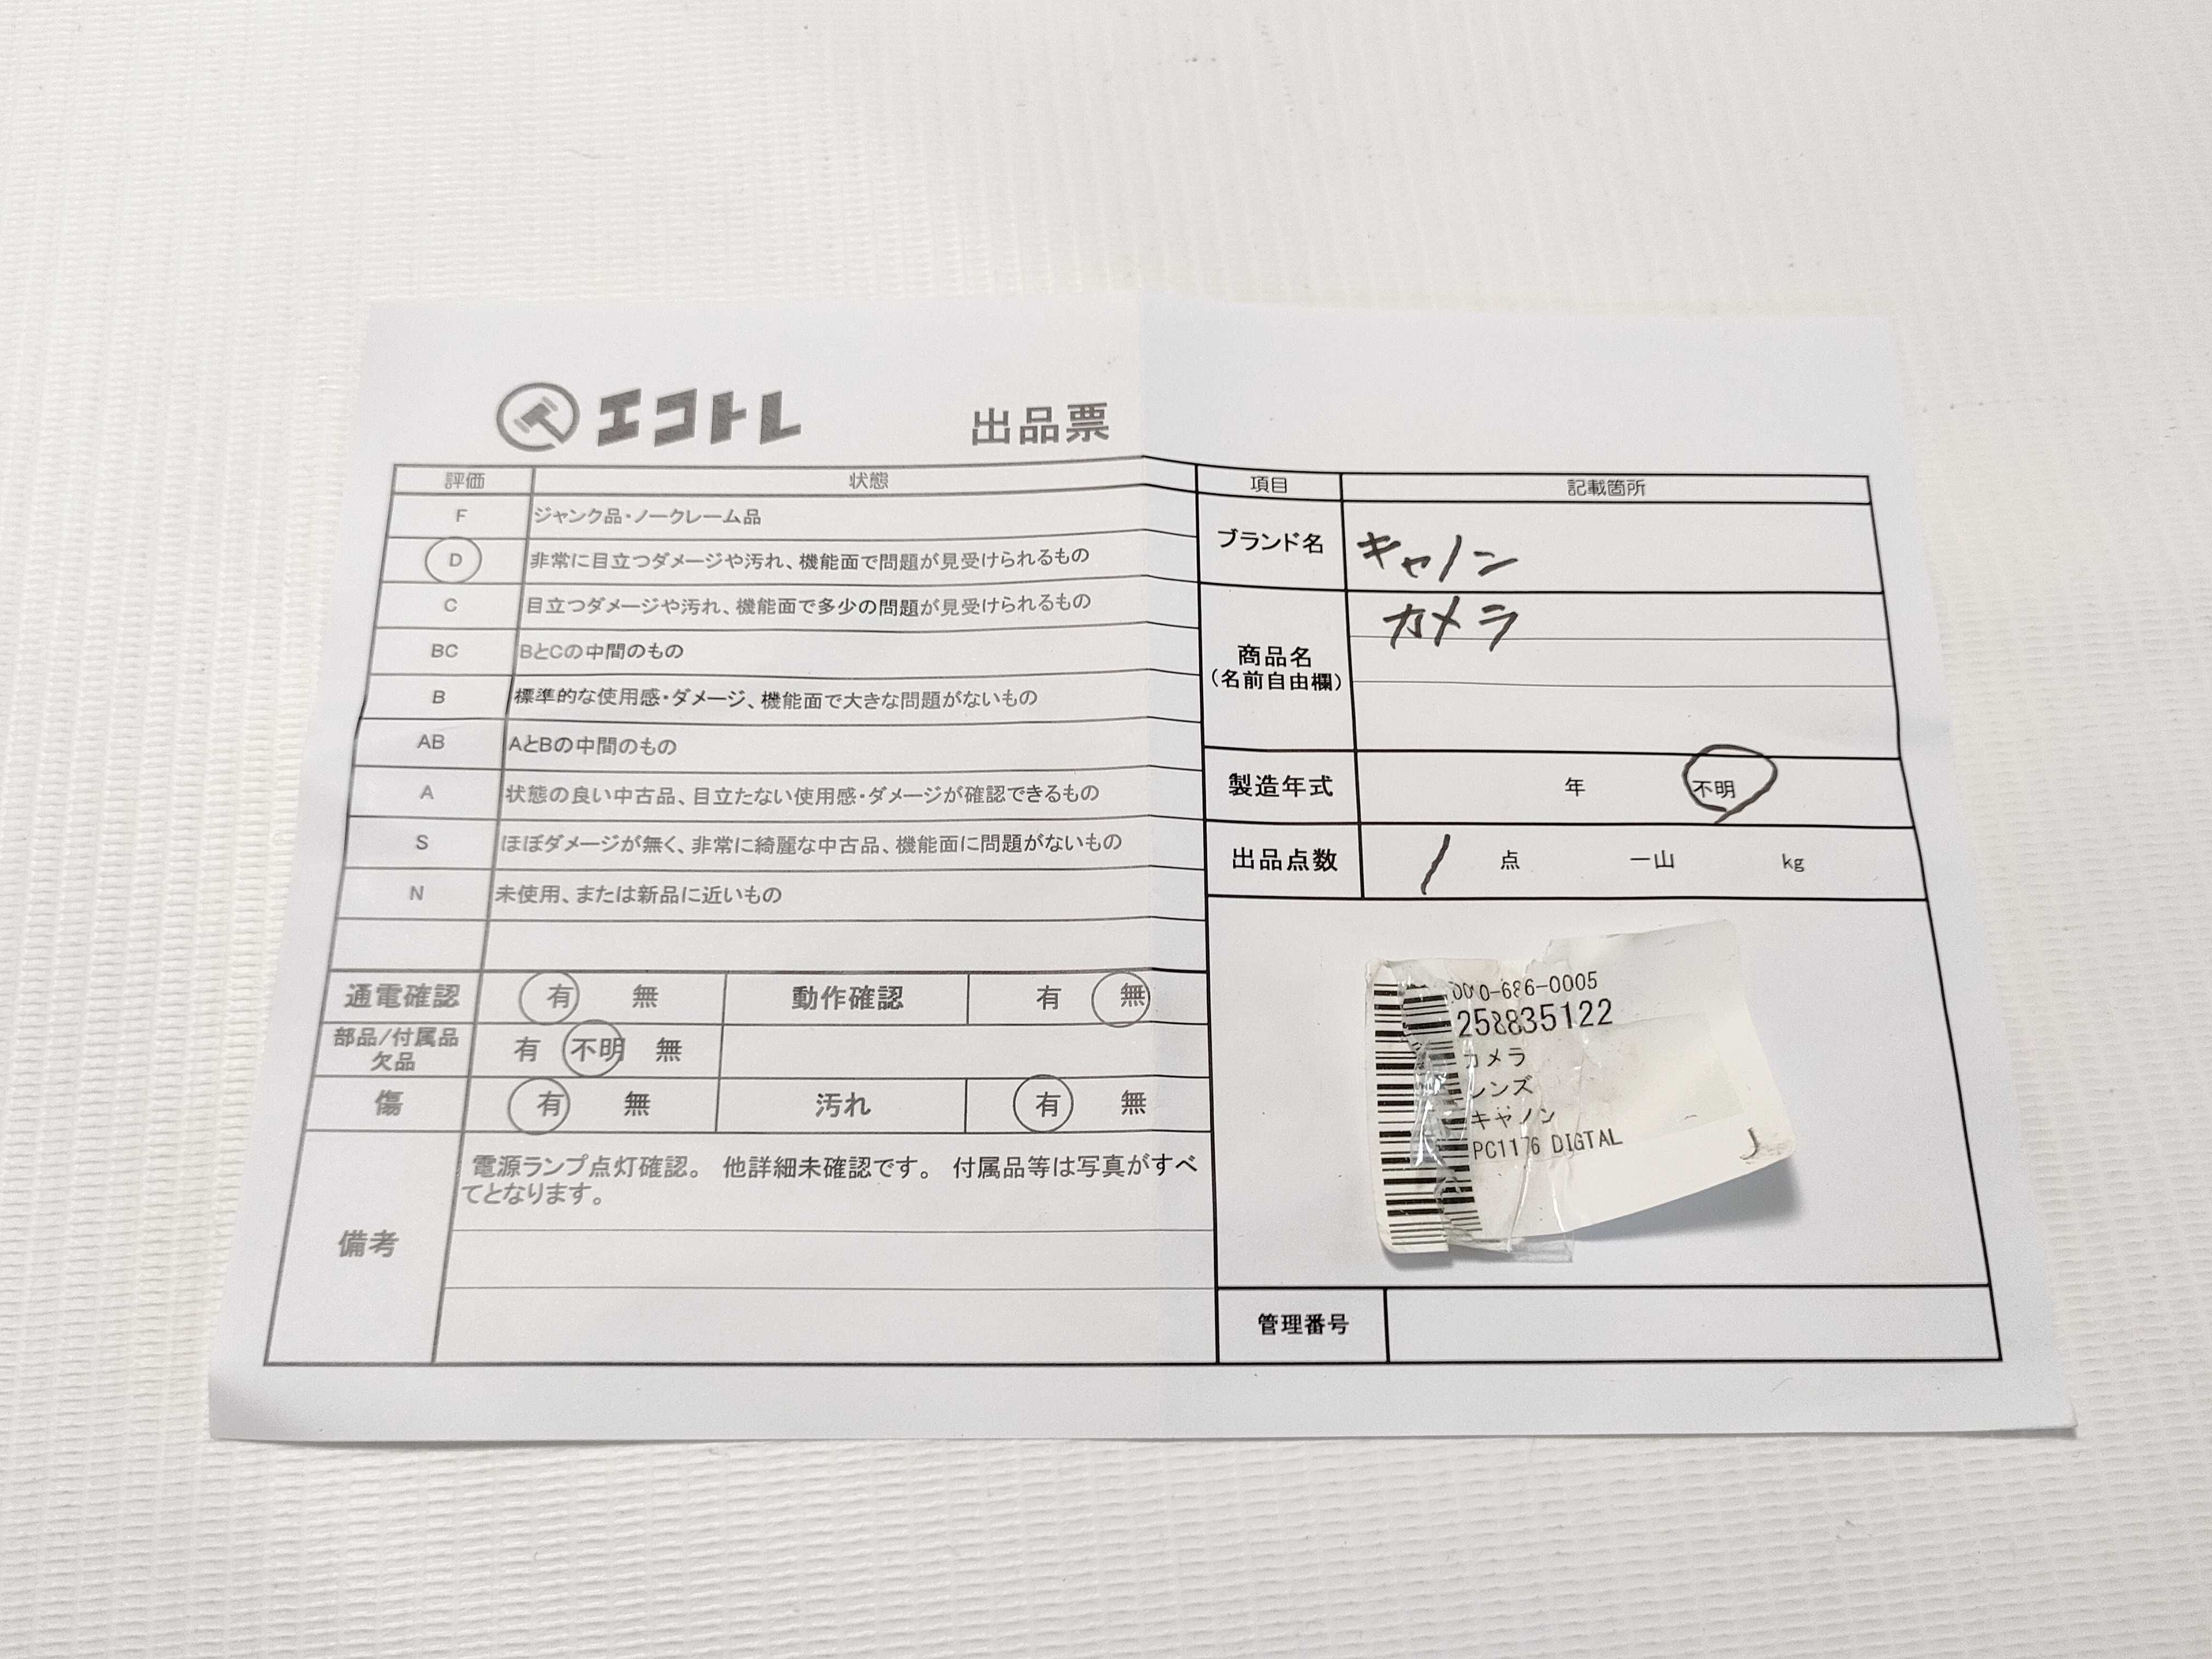 エコトレ 出品票
評価 状態
F ジャンク品・ノークレーム品
D 非常に目立つダメージや汚れ、機能面で問題が見受けられるもの
C 目立つダメージや汚れ、機能面で多少の問題が見受けられるもの
BC BとCの中間のもの
B 標準的な使用感・ダメージ、機能面で大きな問題がないもの
AB AとBの中間のもの
A 状態の良い中古品、目立たない使用感・ダメージが確認できるもの
S ほぼダメージが無く、非常に綺麗な中古品、機能面に問題がないもの
N 未使用、または新品に近いもの
通電確認 有 無 動作確認 有 無
部品/付属品
欠品
有 不明 無
傷 有 無 汚れ 有 無
備考
電源ランプ点灯確認。 他詳細未確認です。 付属品等は写真がすべ
てとなります。
項目 記載箇所
ブランド名 キャノン
商品名
(名前自由欄)
カメラ
製造年式 年 不明
出品点数 1 点 一山 kg
258835122
カメラ
レンズ
キャノン
PC1176 DIGTAL
管理番号